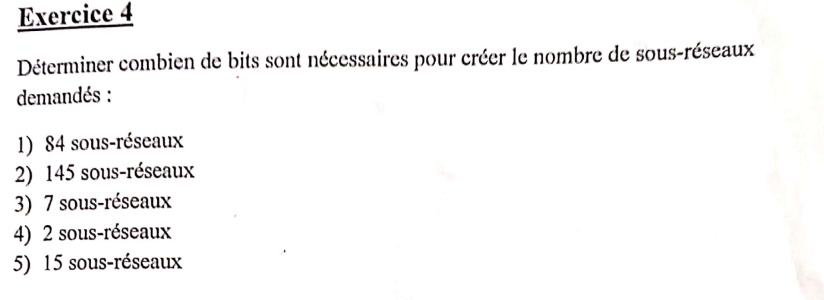 Exercice 4
Déterminer combien de bits sont nécessaires pour créer le nombre de sous-réseaux
demandés :
1) 84 sous-réseaux
2) 145 sous-réseaux
3) 7 sous-réseaux
4) 2 sous-réseaux
5) 15 sous-réseaux